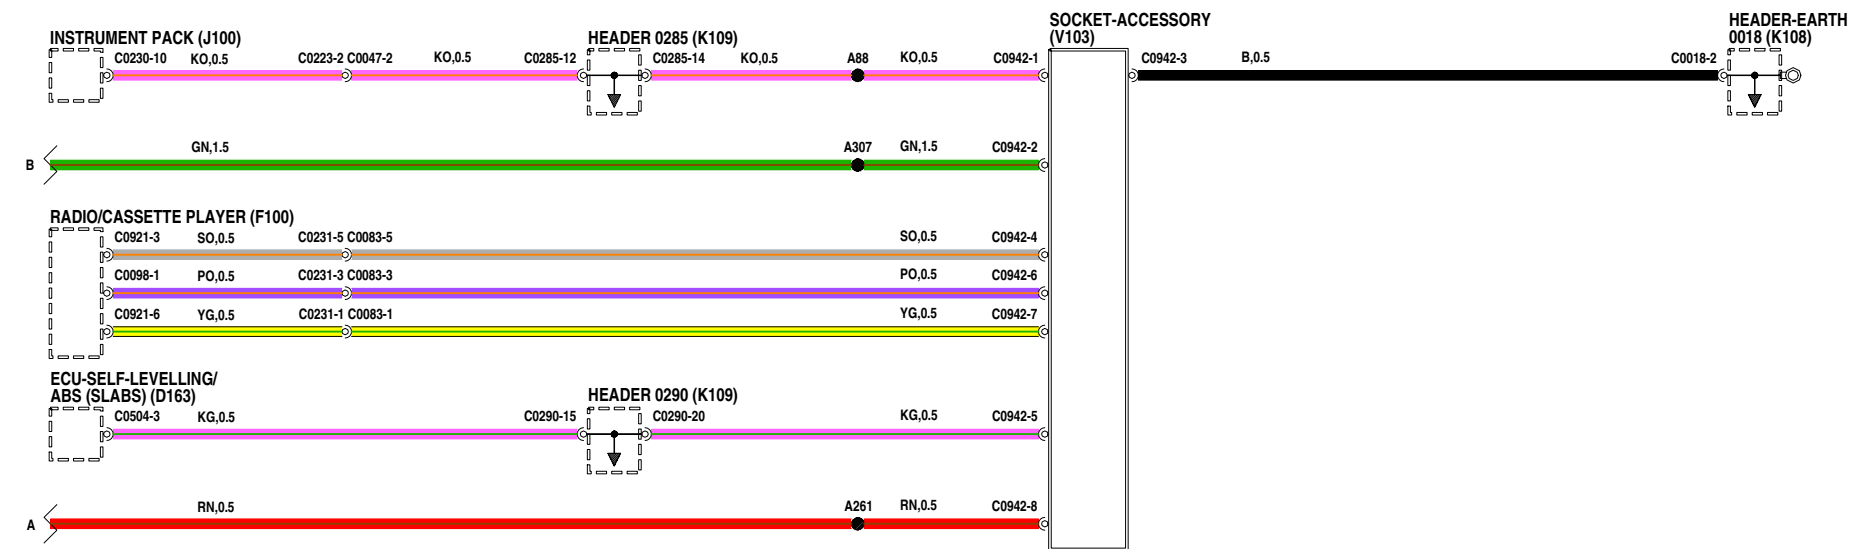 SOCKET-ACCESSORY
(V103)
HEADER-EARTH
0018 (K108)
INSTRUMENT PACK (J100)
HEADER 0285 (K109)
C0230-10 KO,0.5 C0223-2 C0047-2 KO,0.5 C0285-12 C0285-14 KO,0.5 A88 KO,0.5 C0942-1 C0942-3 B,0.5 C0018-2
GN,1.5 A307 GN,1.5 C0942-2
B
RADIO/CASSETTE PLAYER (F100)
C0921-3 SO,0.5 C0231-5 C0083-5 SO,0.5 C0942-4
C0098-1 PO,0.5 C0231-3 C0083-3 PO,0.5 C0942-6
C0921-6 YG,0.5 C0231-1 C0083-1 YG,0.5 C0942-7
ECU-SELF-LEVELLING/
ABS (SLABS) (D163)
HEADER 0290 (K109)
C0504-3 KG,0.5 C0290-15 C0290-20 KG,0.5 C0942-5
RN,0.5 A261 RN,0.5 C0942-8
A